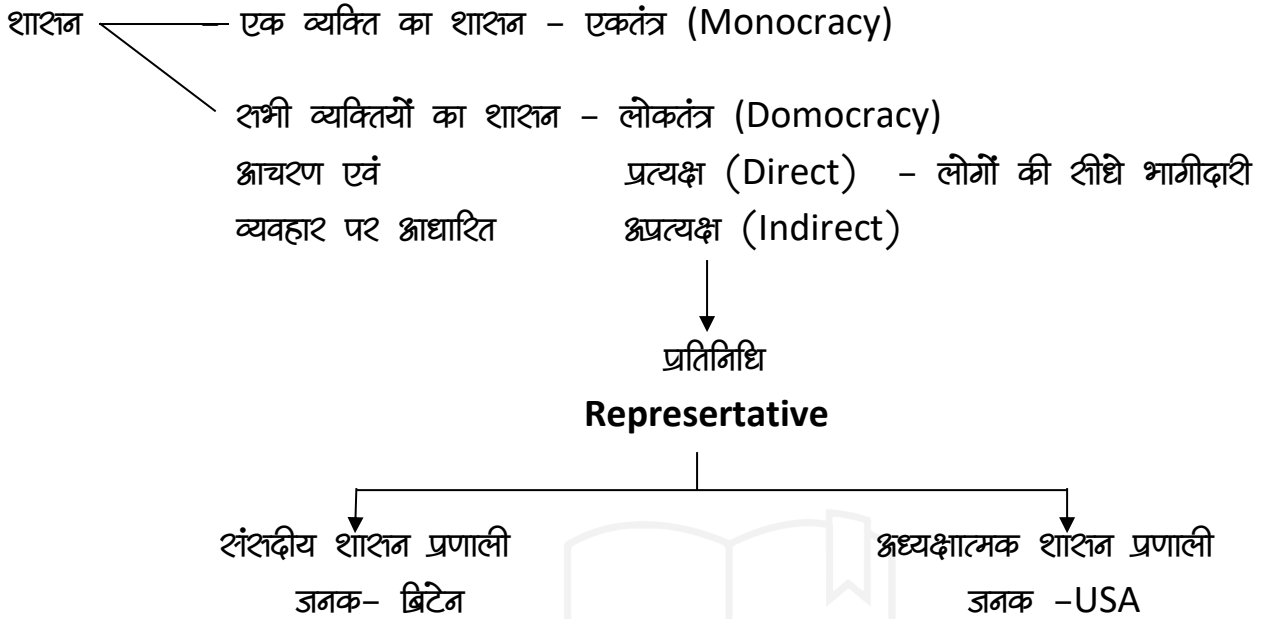 शासन – एक व्यक्ति का शासन – एकतंत्र (Monocracy)
सभी व्यक्तियों का शासन – लोकतंत्र (Domocracy)
आचरण एवं प्रत्यक्ष (Direct) – लोगों की सीधे भागीदारी
व्यवहार पर आधारित अप्रत्यक्ष (Indirect)
प्रतिनिधि
Represertative
संसदीय शासन प्रणाली अध्यक्षात्मक शासन प्रणाली
जनक– ब्रिटेन जनक –USA